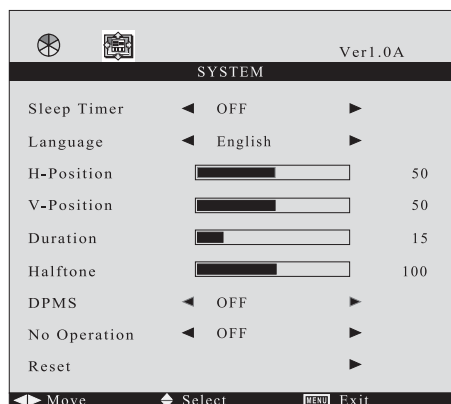 Ver1.0A
SYSTEM
Sleep Timer OFF
Language English
H-Position 50
V-Position 50
Duration 15
Halftone 100
DPMS OFF
No Operation OFF
Reset
Move Select MENU Exit